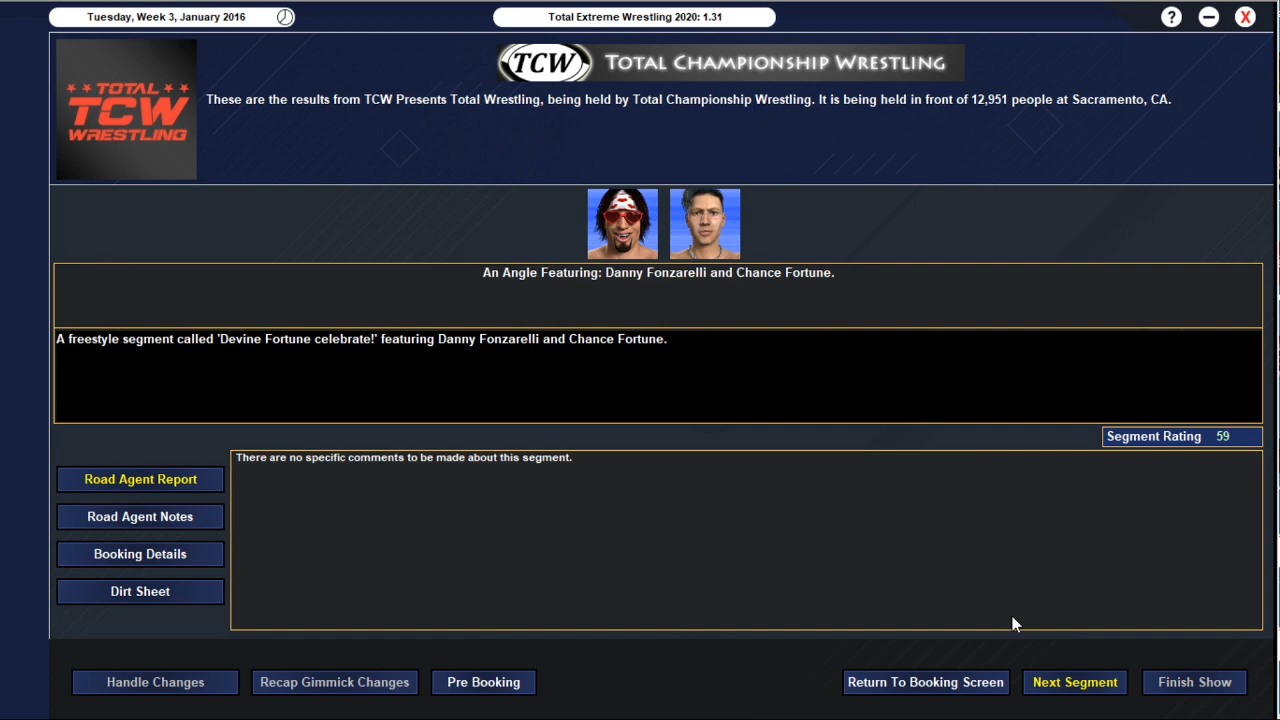 Tuesday, Week 3, January 2016
Total Extreme Wrestling 2020: 1.31
?
X
TOTAL
TCW
WRESTLING
TCW TOTAL CHAMPIONSHIP WRESTLING
These are the results from TCW Presents Total Wrestling, being held by Total Championship Wrestling. It is being held in front of 12,951 people at Sacramento, CA.
An Angle Featuring: Danny Fonzarelli and Chance Fortune.
A freestyle segment called 'Devine Fortune celebrate!' featuring Danny Fonzarelli and Chance Fortune.
Segment Rating 59
There are no specific comments to be made about this segment.
Road Agent Report
Road Agent Notes
Booking Details
Dirt Sheet
Handle Changes
Recap Gimmick Changes
Pre Booking
Return To Booking Screen
Next Segment
Finish Show